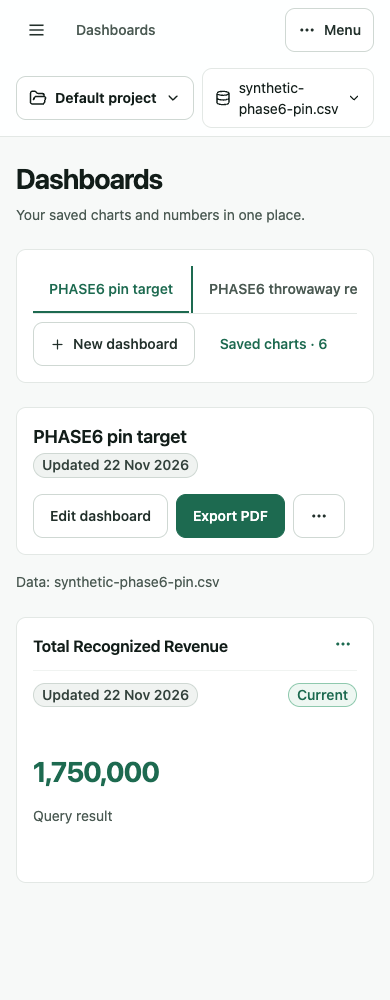 Dashboards
Menu
Default project
synthetic-
phase6-pin.csv
Dashboards
Your saved charts and numbers in one place.
PHASE6 pin target
PHASE6 throwaway re
New dashboard
Saved charts · 6
PHASE6 pin target
Updated 22 Nov 2026
Edit dashboard
Export PDF
Data: synthetic-phase6-pin.csv
Total Recognized Revenue
Updated 22 Nov 2026
Current
1,750,000
Query result